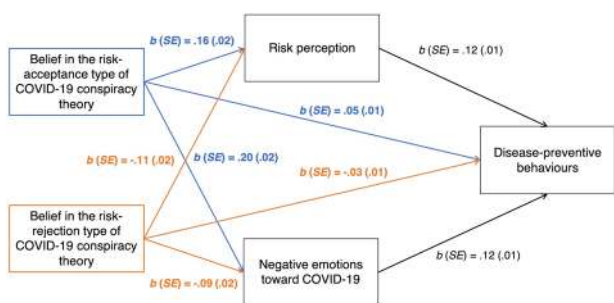 b (SE) = .16 (.02)
Risk perception
b (SE) = .12 (.01)
Belief in the risk-
acceptance type of
COVID-19 conspiracy
theory
b (SE) = .05 (.01)
b (SE) = -.11 (.02)
b (SE) = .20 (.02)
Disease-preventive
behaviours
b (SE) = -.03 (.01)
Belief in the risk-
rejection type of
COVID-19 conspiracy
theory
b (SE) = -.09 (.02)
Negative emotions
toward COVID-19
b (SE) = .12 (.01)